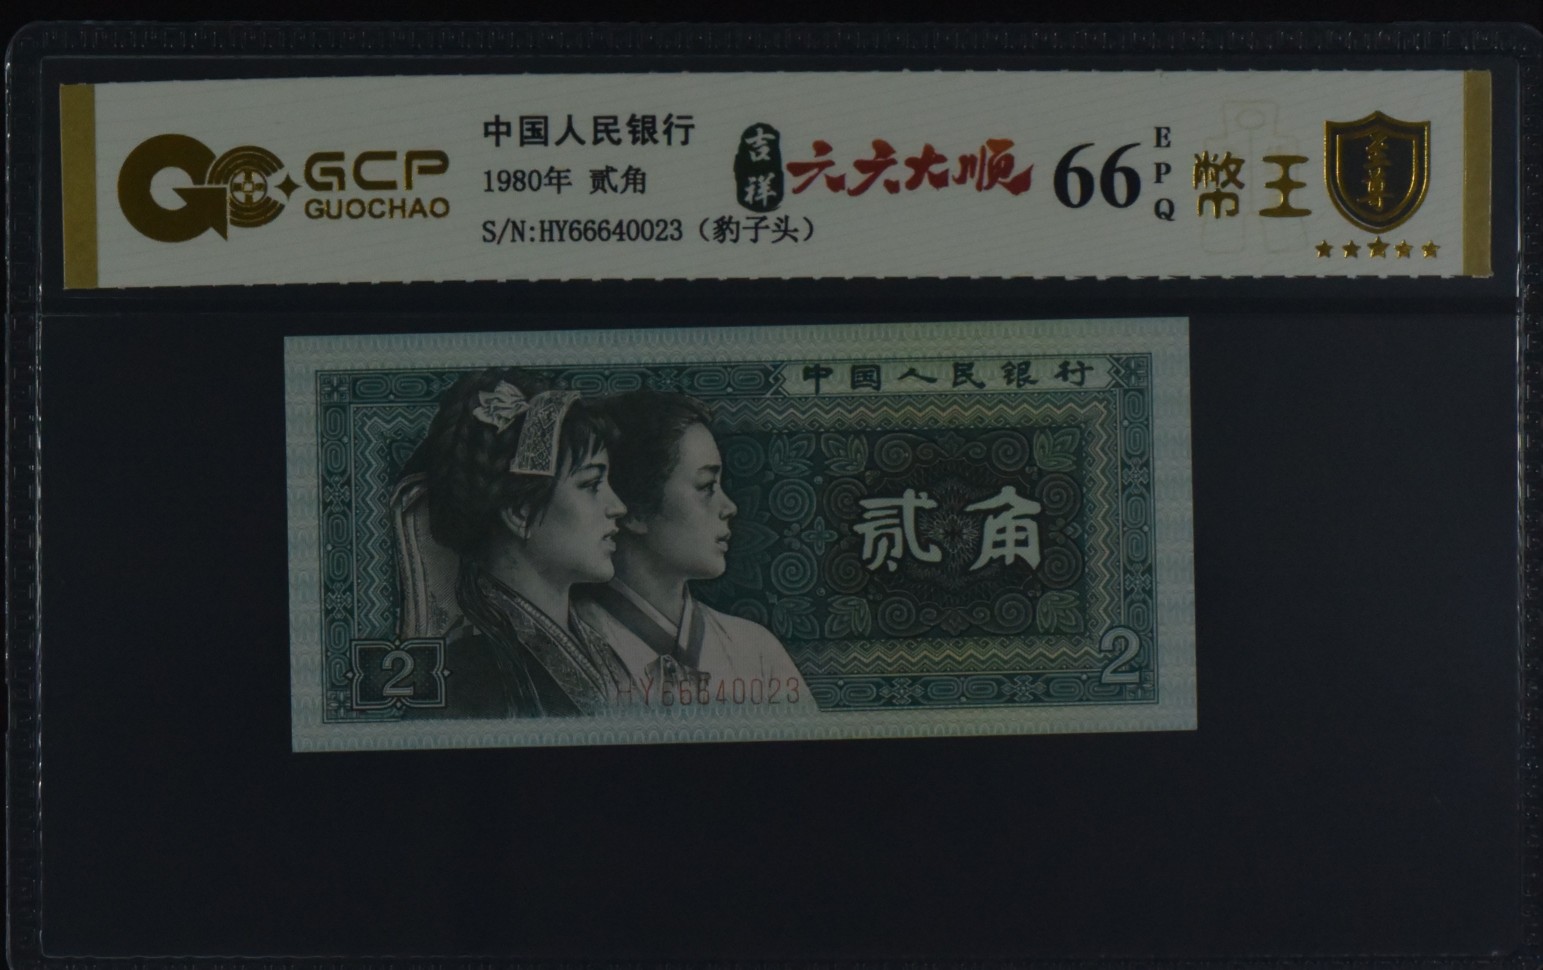 GCP
GUOCHAO
中国人民银行
1980年 贰角
S/N:HY66640023（豹子头）
吉祥
六六大顺
66
EPQ
幣王
至尊
中国人民银行
贰角
2
2
HY66640023